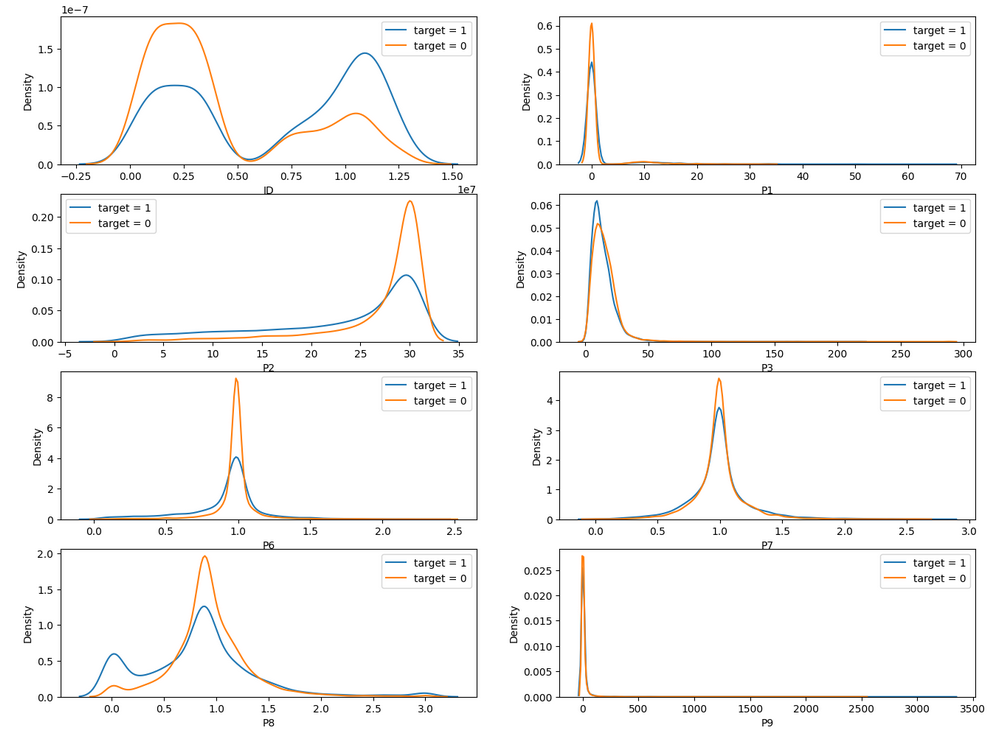 1e−7
target = 1
target = 0
Density
0.0
0.5
1.0
1.5
−0.25 0.00 0.25 0.50 0.75 1.00 1.25 1.50
ID
1e7
target = 1
target = 0
Density
0.0
0.1
0.2
0.3
0.4
0.5
0.6
0 10 20 30 40 50 60 70
P1
target = 1
target = 0
Density
0.00
0.05
0.10
0.15
0.20
−5 0 5 10 15 20 25 30 35
P2
target = 1
target = 0
Density
0.00
0.01
0.02
0.03
0.04
0.05
0.06
0 50 100 150 200 250 300
P3
target = 1
target = 0
Density
0
2
4
6
8
0.0 0.5 1.0 1.5 2.0 2.5
P6
target = 1
target = 0
Density
0
1
2
3
4
0.0 0.5 1.0 1.5 2.0 2.5 3.0
P7
target = 1
target = 0
Density
0.0
0.5
1.0
1.5
2.0
0.0 0.5 1.0 1.5 2.0 2.5 3.0
P8
target = 1
target = 0
Density
0.000
0.005
0.010
0.015
0.020
0.025
0 500 1000 1500 2000 2500 3000 3500
P9